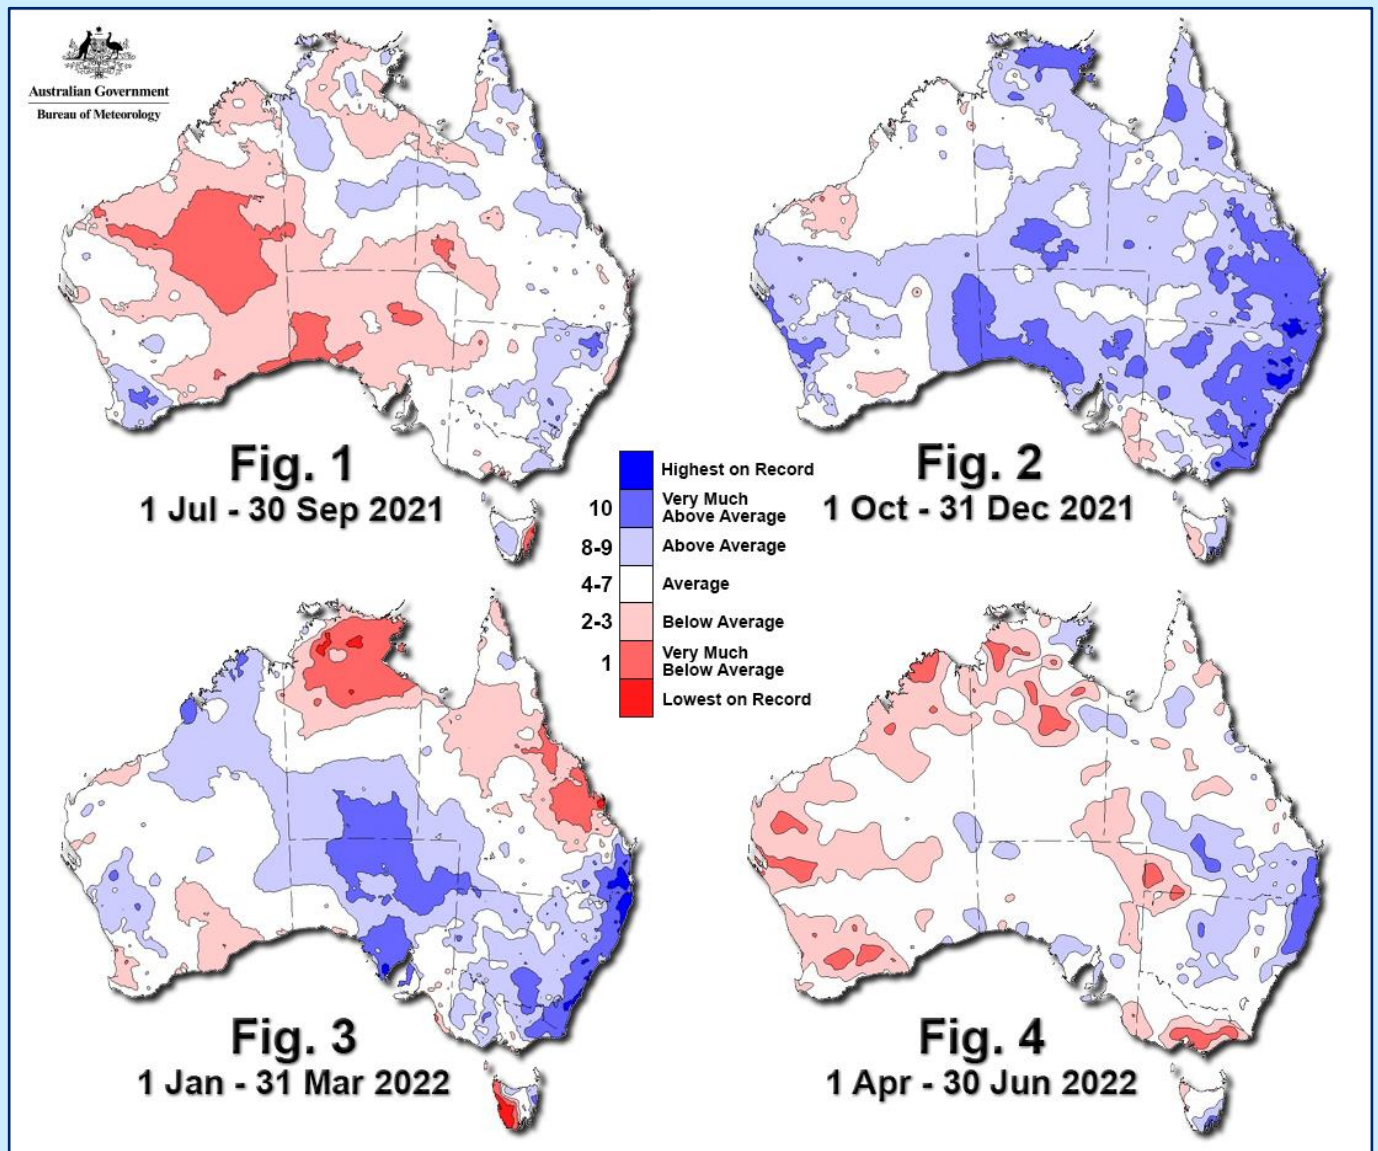 Australian Government
Bureau of Meteorology
Fig. 1
1 Jul - 30 Sep 2021
Fig. 2
1 Oct - 31 Dec 2021
Highest on Record
10 Very Much
Above Average
8-9 Above Average
4-7 Average
2-3 Below Average
1 Very Much
Below Average
Lowest on Record
Fig. 3
1 Jan - 31 Mar 2022
Fig. 4
1 Apr - 30 Jun 2022